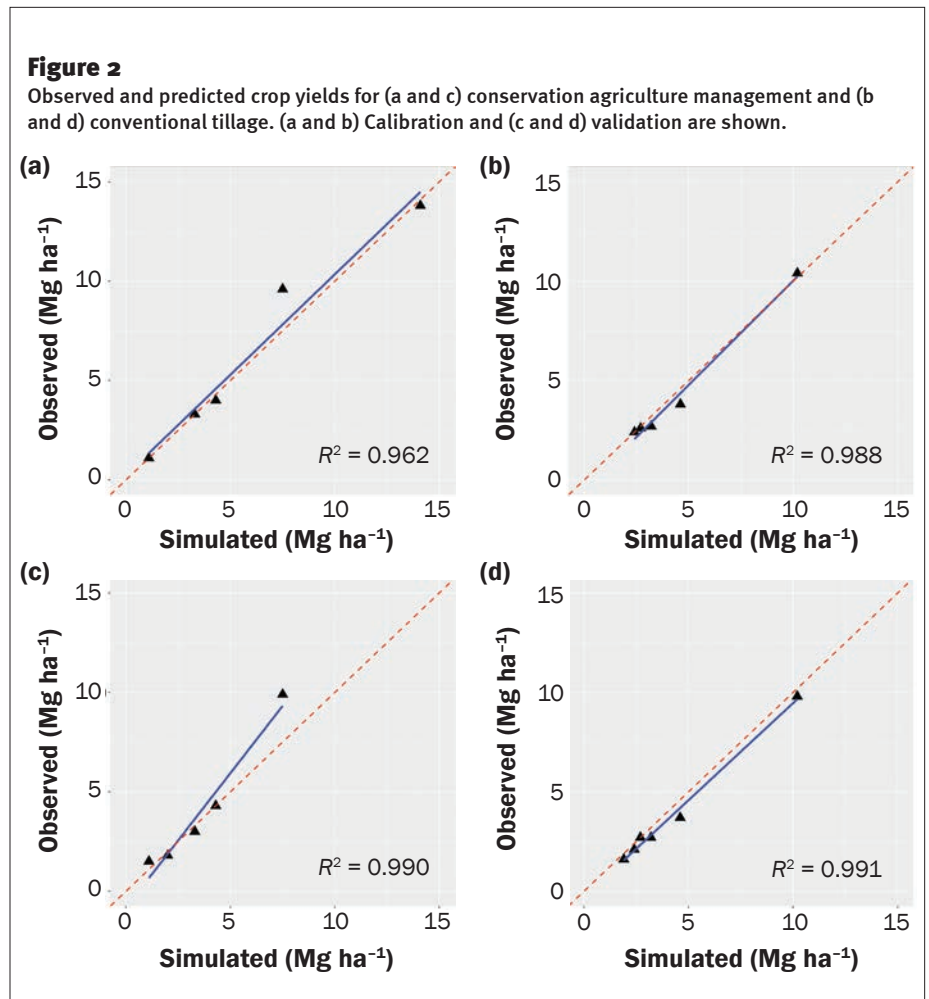 Figure 2
Observed and predicted crop yields for (a and c) conservation agriculture management and (b
and d) conventional tillage. (a and b) Calibration and (c and d) validation are shown.
(a)
Observed (Mg ha⁻¹)
15
10
5
0
R² = 0.962
0 5 10 15
Simulated (Mg ha⁻¹)
(b)
Observed (Mg ha⁻¹)
15
10
5
0
R² = 0.988
0 5 10 15
Simulated (Mg ha⁻¹)
(c)
Observed (Mg ha⁻¹)
15
10
5
0
R² = 0.990
0 5 10 15
Simulated (Mg ha⁻¹)
(d)
Observed (Mg ha⁻¹)
15
10
5
0
R² = 0.991
0 5 10 15
Simulated (Mg ha⁻¹)